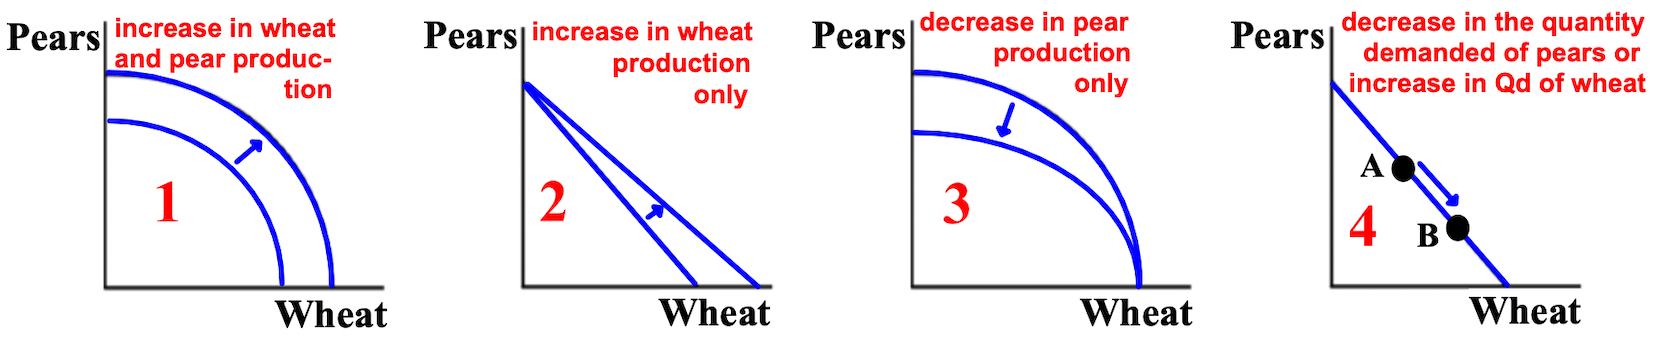 Pears
increase in wheat
and pear produc-
tion
1
Wheat
Pears
increase in wheat
production
only
2
Wheat
Pears
decrease in pear
production
only
3
Wheat
Pears
decrease in the quantity
demanded of pears or
increase in Qd of wheat
A
4
B
Wheat